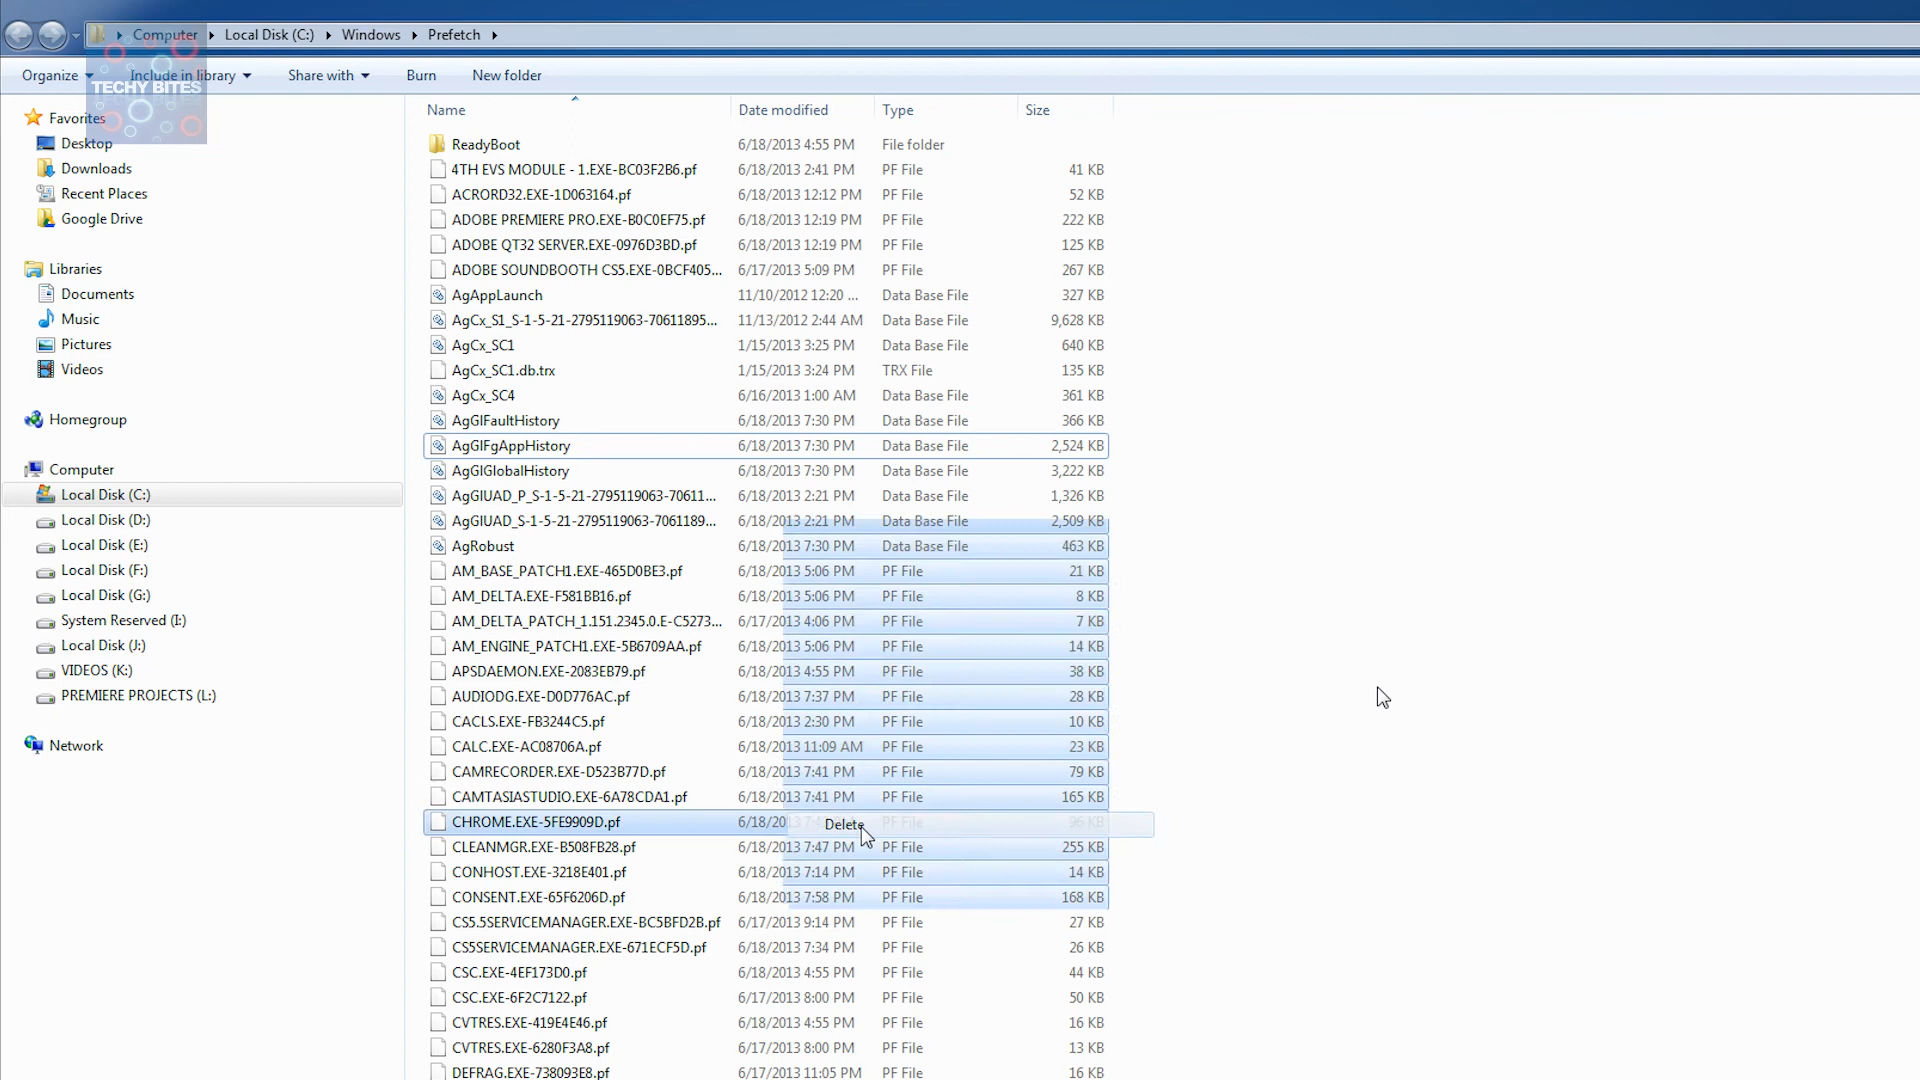 Computer Local Disk (C:) Windows Prefetch
Organize Include in library Share with Burn New folder
TECHY BITES
Favorites
Desktop
Downloads
Recent Places
Google Drive
Libraries
Documents
Music
Pictures
Videos
Homegroup
Computer
Local Disk (C:)
Local Disk (D:)
Local Disk (E:)
Local Disk (F:)
Local Disk (G:)
System Reserved (I:)
Local Disk (J:)
VIDEOS (K:)
PREMIERE PROJECTS (L:)
Network
Name Date modified Type Size
ReadyBoot 6/18/2013 4:55 PM File folder
4TH EVS MODULE - 1.EXE-BC03F2B6.pf 6/18/2013 2:41 PM PF File 41 KB
ACRORD32.EXE-1D063164.pf 6/18/2013 12:12 PM PF File 52 KB
ADOBE PREMIERE PRO.EXE-B0C0EF75.pf 6/18/2013 12:19 PM PF File 222 KB
ADOBE QT32 SERVER.EXE-0976D3BD.pf 6/18/2013 12:19 PM PF File 125 KB
ADOBE SOUNDBOOTH CS5.EXE-0BCF405... 6/17/2013 5:09 PM PF File 267 KB
AgAppLaunch 11/10/2012 12:20 ... Data Base File 327 KB
AgCx_S1_S-1-5-21-2795119063-70611895... 11/13/2012 2:44 AM Data Base File 9,628 KB
AgCx_SC1 1/15/2013 3:25 PM Data Base File 640 KB
AgCx_SC1.db.trx 1/15/2013 3:24 PM TRX File 135 KB
AgCx_SC4 6/16/2013 1:00 AM Data Base File 361 KB
AgGlFaultHistory 6/18/2013 7:30 PM Data Base File 366 KB
AgGlFgAppHistory 6/18/2013 7:30 PM Data Base File 2,524 KB
AgGlGlobalHistory 6/18/2013 7:30 PM Data Base File 3,222 KB
AgGlUAD_P_S-1-5-21-2795119063-70611... 6/18/2013 2:21 PM Data Base File 1,326 KB
AgGlUAD_S-1-5-21-2795119063-7061189... 6/18/2013 2:21 PM Data Base File 2,509 KB
AgRobust 6/18/2013 7:30 PM Data Base File 463 KB
AM_BASE_PATCH1.EXE-465D0BE3.pf 6/18/2013 5:06 PM PF File 21 KB
AM_DELTA.EXE-F581BB16.pf 6/18/2013 5:06 PM PF File 8 KB
AM_DELTA_PATCH_1.151.2345.0.E-C5273... 6/17/2013 4:06 PM PF File 7 KB
AM_ENGINE_PATCH1.EXE-5B6709AA.pf 6/18/2013 5:06 PM PF File 14 KB
APSDAEMON.EXE-2083EB79.pf 6/18/2013 4:55 PM PF File 38 KB
AUDIODG.EXE-D0D776AC.pf 6/18/2013 7:37 PM PF File 28 KB
CACLS.EXE-FB3244C5.pf 6/18/2013 2:30 PM PF File 10 KB
CALC.EXE-AC08706A.pf 6/18/2013 11:09 AM PF File 23 KB
CAMRECORDER.EXE-D523B77D.pf 6/18/2013 7:41 PM PF File 79 KB
CAMTASIASTUDIO.EXE-6A78CDA1.pf 6/18/2013 7:41 PM PF File 165 KB
CHROME.EXE-5FE9909D.pf 6/18/20 Delete 96 KB
CLEANMGR.EXE-B508FB28.pf 6/18/2013 7:47 PM PF File 255 KB
CONHOST.EXE-3218E401.pf 6/18/2013 7:14 PM PF File 14 KB
CONSENT.EXE-65F6206D.pf 6/18/2013 7:58 PM PF File 168 KB
CS5.5SERVICEMANAGER.EXE-BC5BFD2B.pf 6/17/2013 9:14 PM PF File 27 KB
CS5SERVICEMANAGER.EXE-671ECF5D.pf 6/18/2013 7:34 PM PF File 26 KB
CSC.EXE-4EF173D0.pf 6/18/2013 4:55 PM PF File 44 KB
CSC.EXE-6F2C7122.pf 6/17/2013 8:00 PM PF File 50 KB
CVTRES.EXE-419E4E46.pf 6/18/2013 4:55 PM PF File 16 KB
CVTRES.EXE-6280F3A8.pf 6/17/2013 8:00 PM PF File 13 KB
DEFRAG.EXE-738093E8.pf 6/17/2013 11:05 PM PF File 16 KB